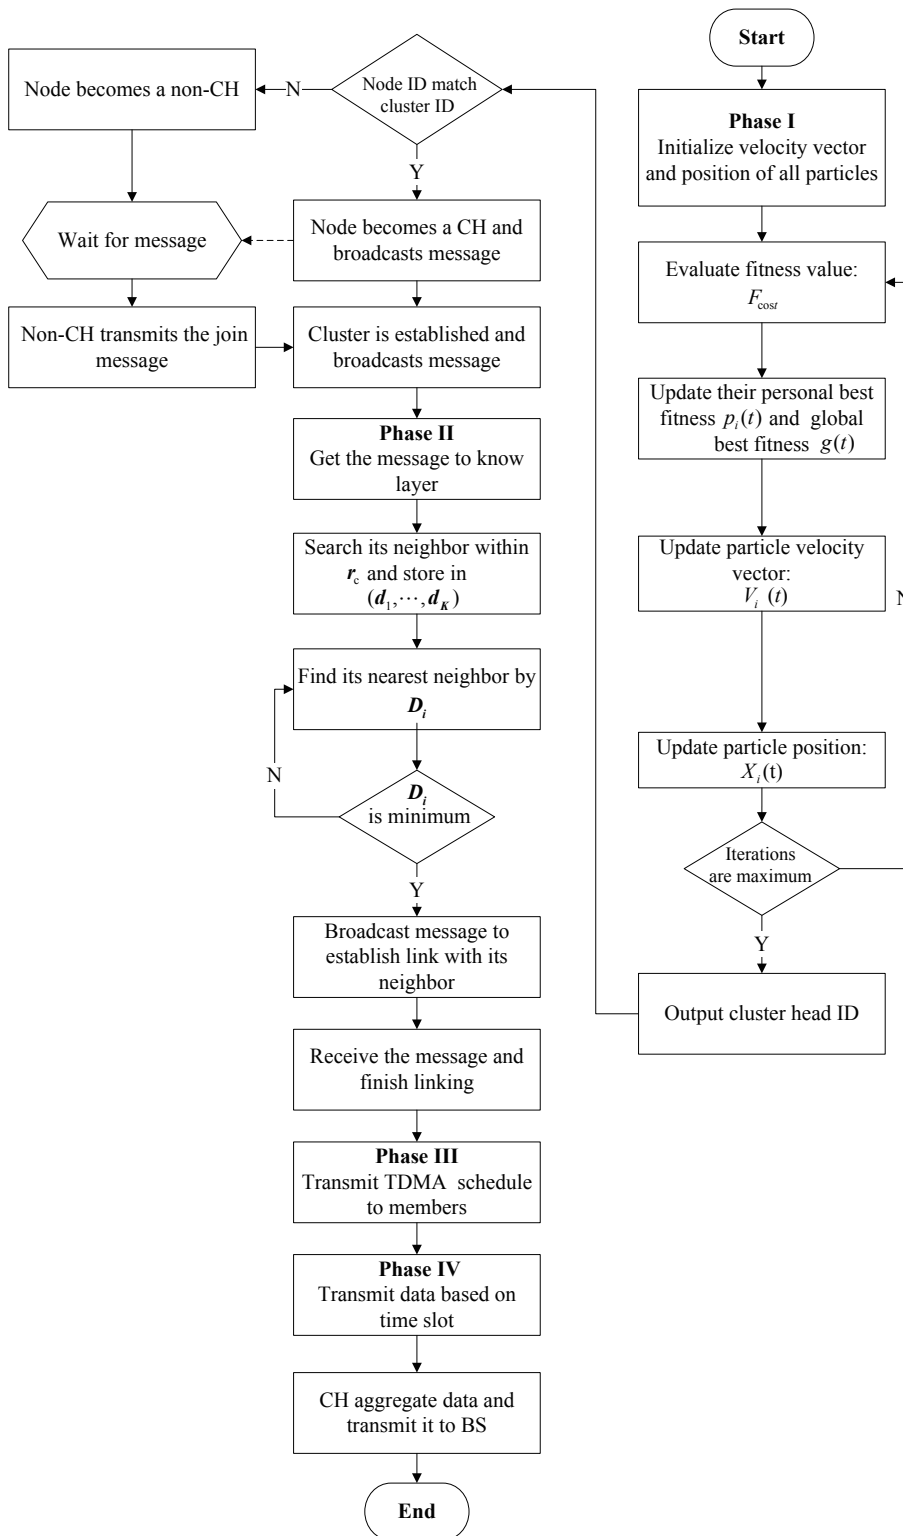 Start
Phase I
Initialize velocity vector
and position of all particles
Evaluate fitness value:
F_cost
Update their personal best
fitness p_i(t) and global
best fitness g(t)
Update particle velocity
vector:
V_i (t)
N
Update particle position:
X_i(t)
Iterations
are maximum
Y
Output cluster head ID
Node ID match
cluster ID
N
Node becomes a non-CH
Y
Wait for message
Node becomes a CH and
broadcasts message
Non-CH transmits the join
message
Cluster is established and
broadcasts message
Phase II
Get the message to know
layer
Search its neighbor within
r_c and store in
(d_1,⋯,d_K)
Find its nearest neighbor by
D_i
N
D_i
is minimum
Y
Broadcast message to
establish link with its
neighbor
Receive the message and
finish linking
Phase III
Transmit TDMA schedule
to members
Phase IV
Transmit data based on
time slot
CH aggregate data and
transmit it to BS
End